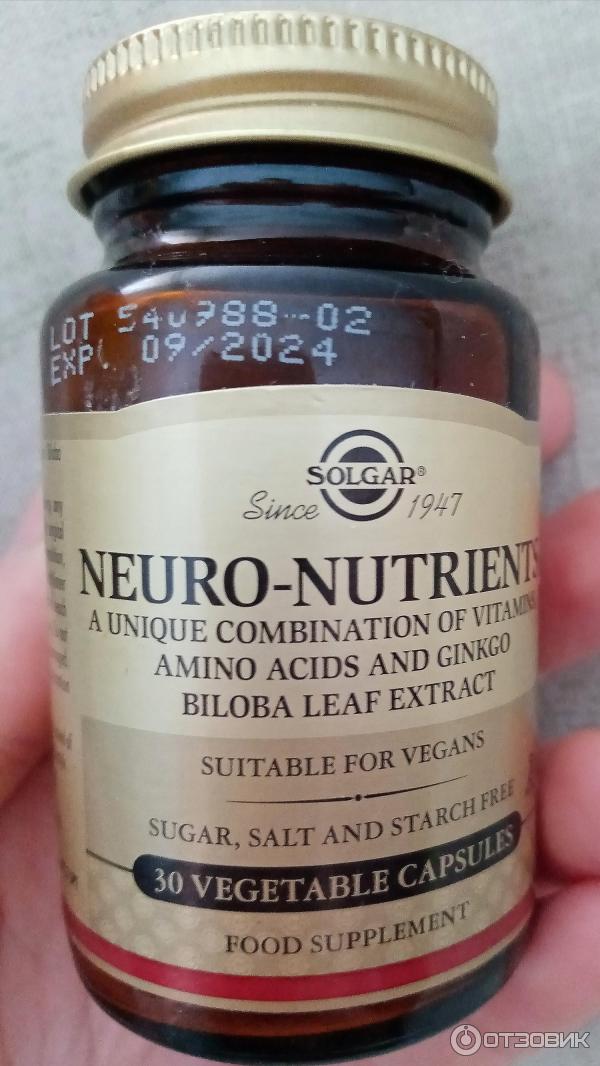 LOT 540988-02
EXP 09/2024
SOLGAR®
Since 1947
NEURO-NUTRIENTS
A UNIQUE COMBINATION OF VITAMINS,
AMINO ACIDS AND GINKGO
BILOBA LEAF EXTRACT
SUITABLE FOR VEGANS
SUGAR, SALT AND STARCH FREE
30 VEGETABLE CAPSULES
FOOD SUPPLEMENT
ОТЗОВИК